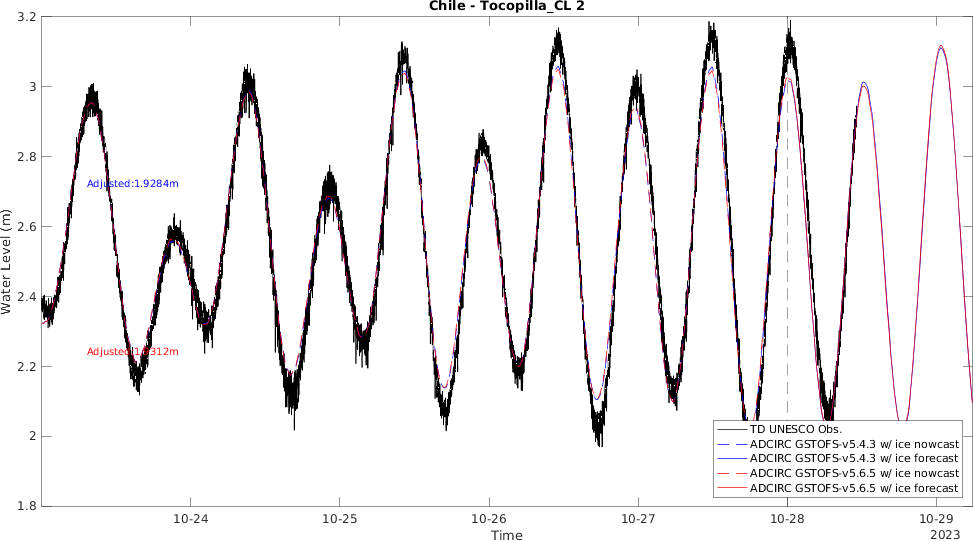 Chile - Tocopilla_CL 2
3.2
3
2.8
2.6
2.4
2.2
2
1.8
Water Level (m)
Adjusted:1.9284m
TD UNESCO Obs.
ADCIRC GSTOFS-v5.4.3 w/ ice nowcast
ADCIRC GSTOFS-v5.4.3 w/ ice forecast
ADCIRC GSTOFS-v5.6.5 w/ ice nowcast
ADCIRC GSTOFS-v5.6.5 w/ ice forecast
10-24
10-25
10-26
10-27
10-28
10-29
Time
2023